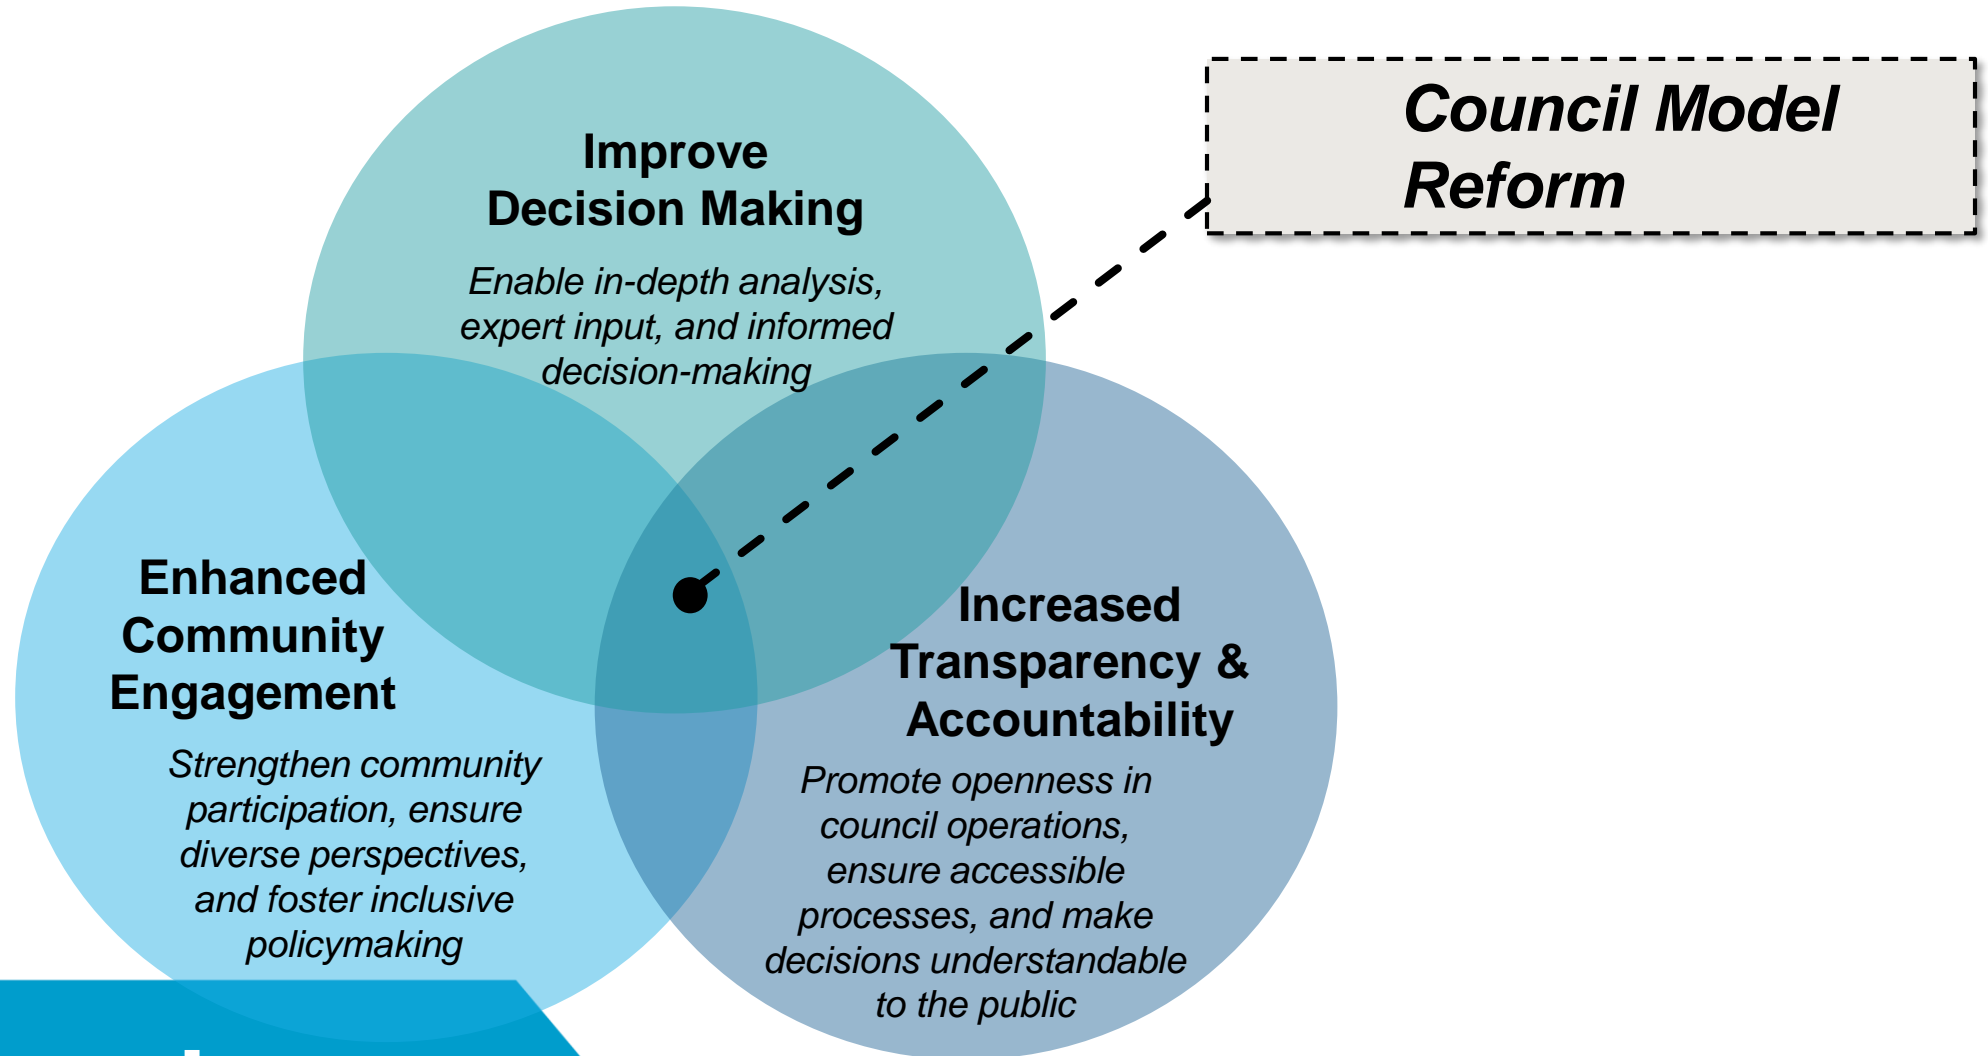 Council Model
Reform
Improve
Decision Making
Enable in-depth analysis,
expert input, and informed
decision-making
Enhanced
Community
Engagement
Strengthen community
participation, ensure
diverse perspectives,
and foster inclusive
policymaking
Increased
Transparency &
Accountability
Promote openness in
council operations,
ensure accessible
processes, and make
decisions understandable
to the public